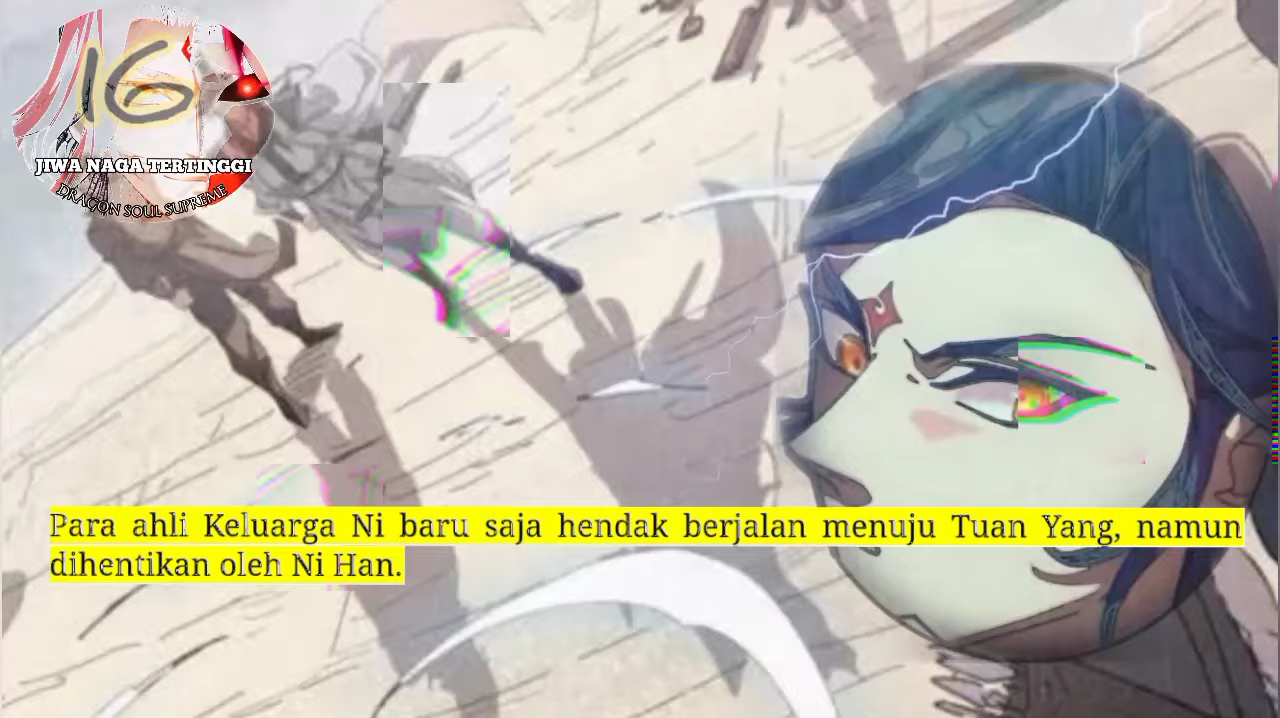 16
JIWA NAGA TERTINGGI
DRAGON SOUL SUPREME
Para ahli Keluarga Ni baru saja hendak berjalan menuju Tuan Yang, namun
dihentikan oleh Ni Han.